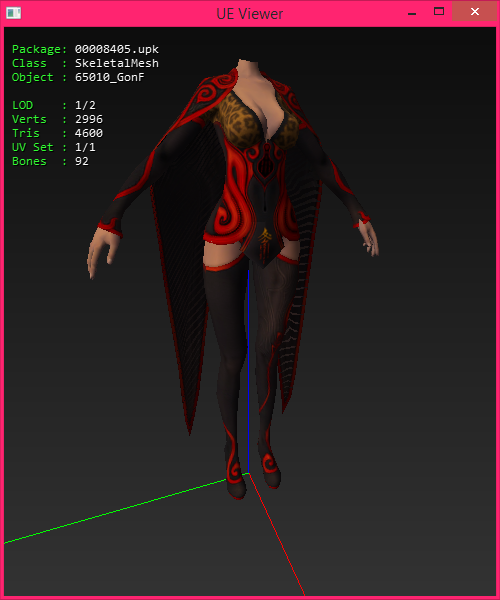 UE Viewer
Package: 00008405.upk
Class  : SkeletalMesh
Object : 65010_GonF
LOD    : 1/2
Verts  : 2996
Tris   : 4600
UV Set : 1/1
Bones  : 92